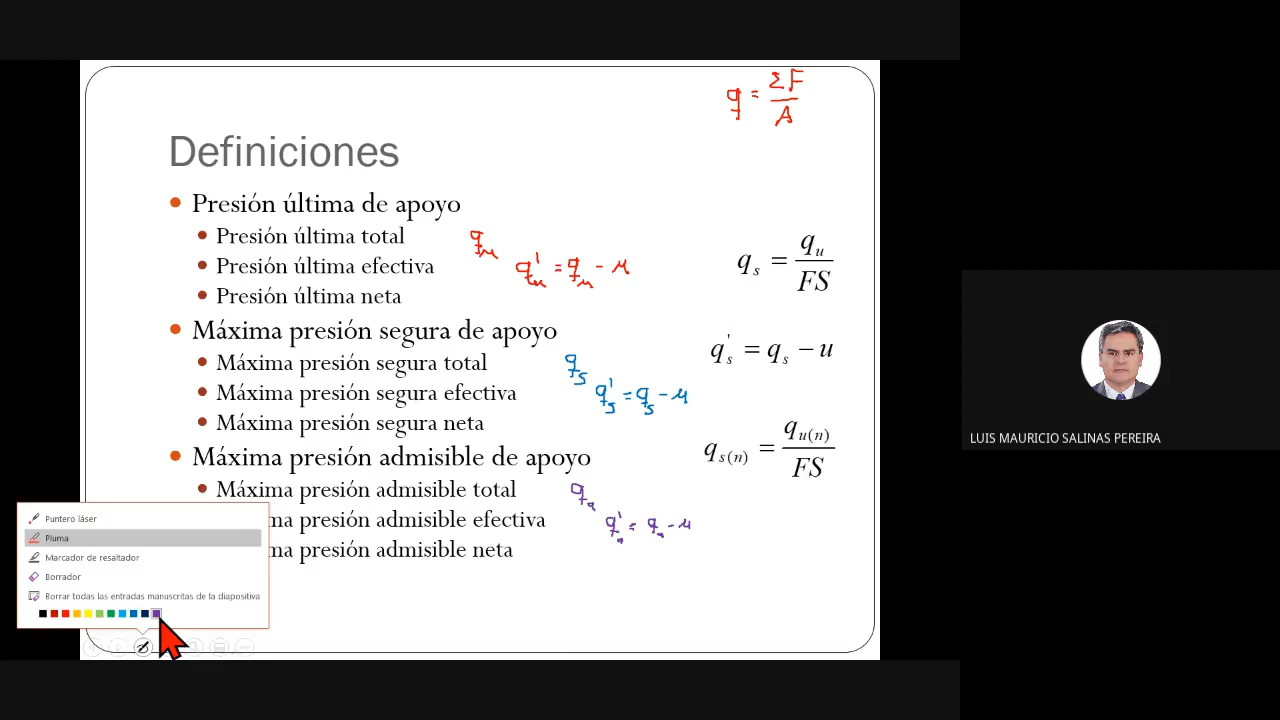 q = ΣF / A
Definiciones
• Presión última de apoyo
• Presión última total q_u
• Presión última efectiva q'_u = q_u - u
• Presión última neta
q_s = q_u / FS
• Máxima presión segura de apoyo
• Máxima presión segura total q_s
• Máxima presión segura efectiva q'_s = q_s - u
• Máxima presión segura neta
q'_s = q_s - u
q_s(n) = q_u(n) / FS
• Máxima presión admisible de apoyo
• Máxima presión admisible total q_a
ma presión admisible efectiva q'_a = q_a - u
ma presión admisible neta
Puntero láser
Pluma
Marcador de resaltador
Borrador
Borrar todas las entradas manuscritas de la diapositiva
LUIS MAURICIO SALINAS PEREIRA